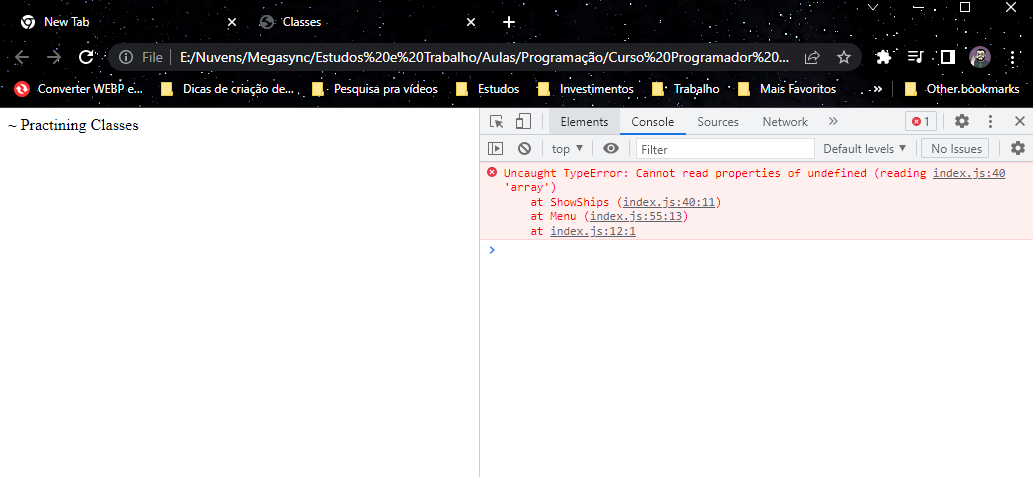 New Tab
Classes
File
E:/Nuvens/Megasync/Estudos%20e%20Trabalho/Aulas/Programação/Curso%20Programador%20...
Converter WEBP e...
Dicas de criação de...
Pesquisa pra vídeos
Estudos
Investimentos
Trabalho
Mais Favoritos
»
Other bookmarks
~ Practining Classes
Elements
Console
Sources
Network
»
1
top ▼
Filter
Default levels ▼
No Issues
Uncaught TypeError: Cannot read properties of undefined (reading index.js:40
'array')
at ShowShips (index.js:40:11)
at Menu (index.js:55:13)
at index.js:12:1